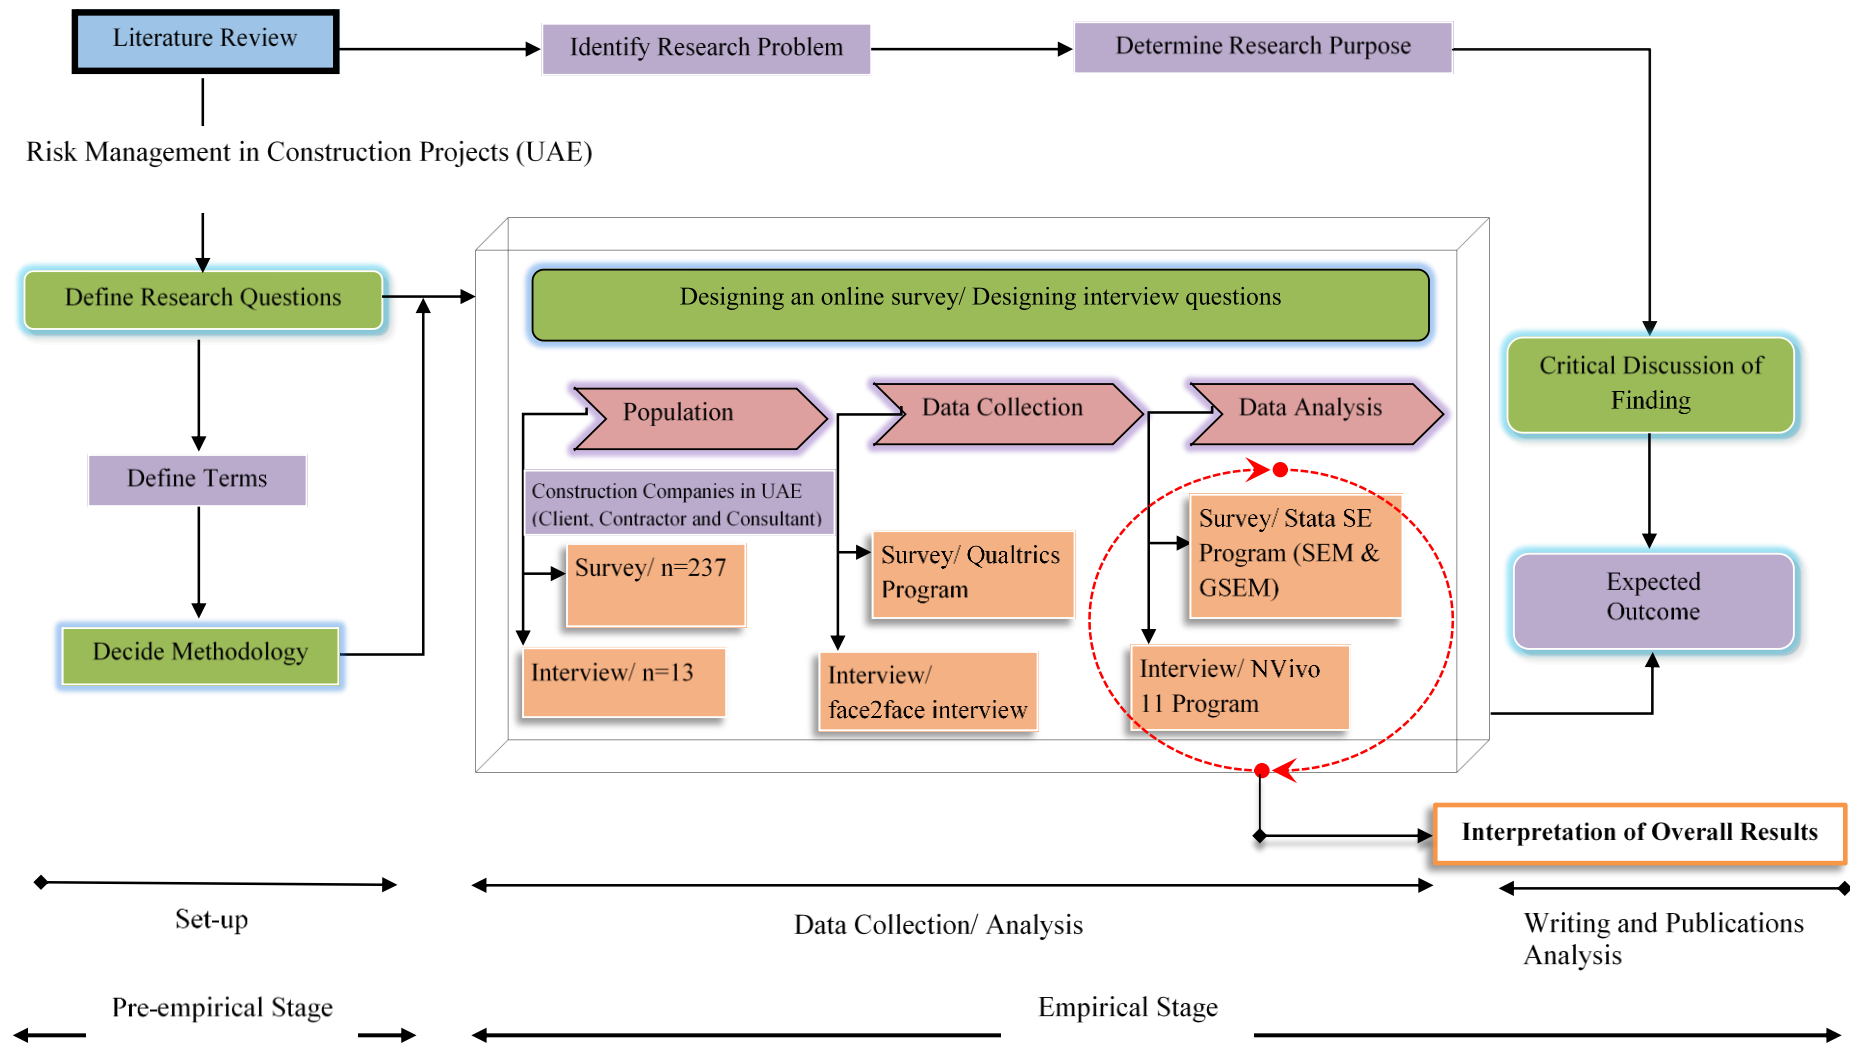 Literature Review
Identify Research Problem
Determine Research Purpose
Risk Management in Construction Projects (UAE)
Define Research Questions
Designing an online survey/ Designing interview questions
Critical Discussion of
Finding
Population
Data Collection
Data Analysis
Define Terms
Construction Companies in UAE
(Client, Contractor and Consultant)
Survey/ n=237
Survey/ Qualtrics
Program
Survey/ Stata SE
Program (SEM &
GSEM)
Expected
Outcome
Decide Methodology
Interview/ n=13
Interview/
face2face interview
Interview/ NVivo
11 Program
Interpretation of Overall Results
Set-up
Data Collection/ Analysis
Writing and Publications
Analysis
Pre-empirical Stage
Empirical Stage